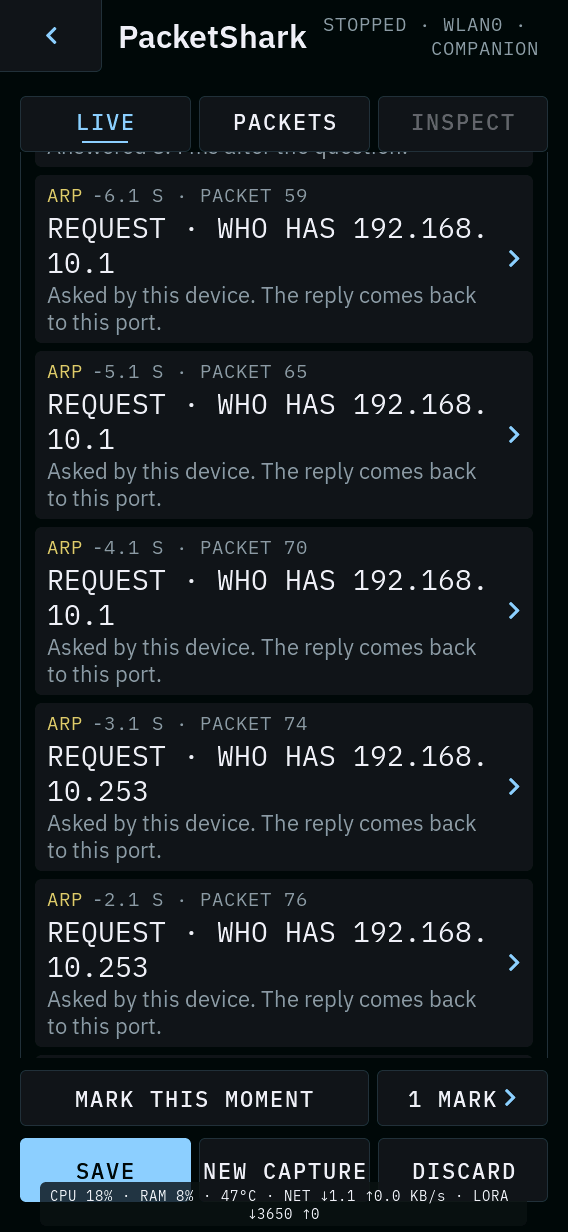 PacketShark
STOPPED · WLAN0 ·
COMPANION
LIVE
PACKETS
INSPECT
ARP -6.1 S · PACKET 59
REQUEST · WHO HAS 192.168.
10.1
Asked by this device. The reply comes back
to this port.
ARP -5.1 S · PACKET 65
REQUEST · WHO HAS 192.168.
10.1
Asked by this device. The reply comes back
to this port.
ARP -4.1 S · PACKET 70
REQUEST · WHO HAS 192.168.
10.1
Asked by this device. The reply comes back
to this port.
ARP -3.1 S · PACKET 74
REQUEST · WHO HAS 192.168.
10.253
Asked by this device. The reply comes back
to this port.
ARP -2.1 S · PACKET 76
REQUEST · WHO HAS 192.168.
10.253
Asked by this device. The reply comes back
to this port.
MARK THIS MOMENT
1 MARK
SAVE
NEW CAPTURE
DISCARD
CPU 18% · RAM 8% · 47°C · NET ↓1.1 ↑0.0 KB/s · LORA
↓3650 ↑0